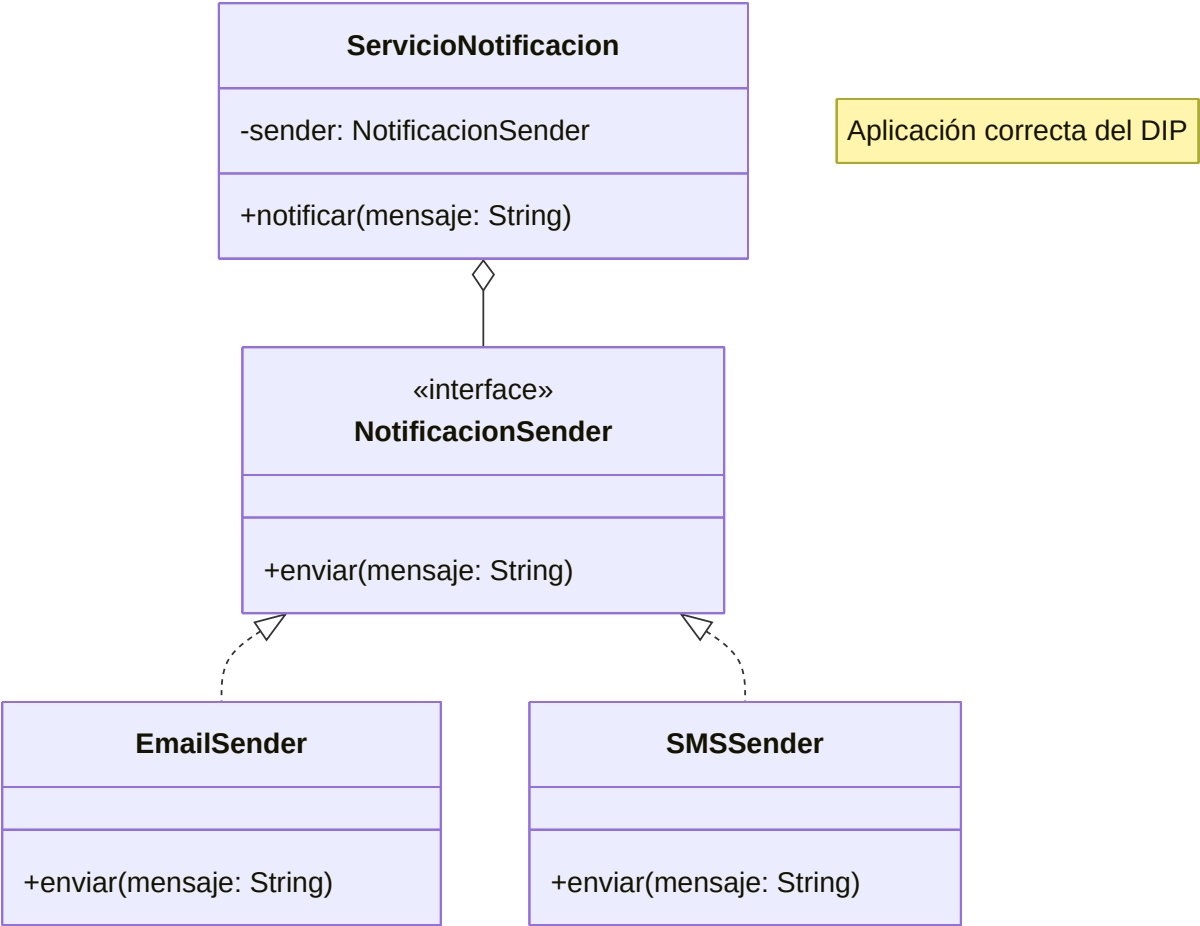 ServicioNotificacion
-sender: NotificacionSender
+notificar(mensaje: String)
Aplicación correcta del DIP
«interface»
NotificacionSender
+enviar(mensaje: String)
EmailSender
+enviar(mensaje: String)
SMSSender
+enviar(mensaje: String)